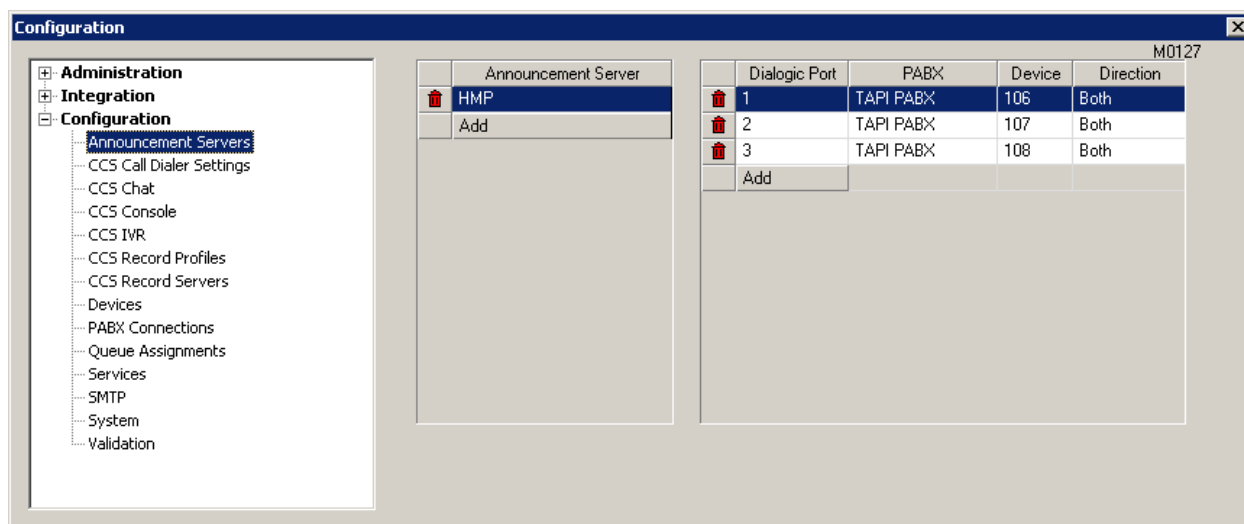 Configuration
M0127
Administration
Integration
Configuration
Announcement Servers
CCS Call Dialer Settings
CCS Chat
CCS Console
CCS IVR
CCS Record Profiles
CCS Record Servers
Devices
PABX Connections
Queue Assignments
Services
SMTP
System
Validation
Announcement Server
HMP
Add
Dialogic Port PABX Device Direction
1 TAPI PABX 106 Both
2 TAPI PABX 107 Both
3 TAPI PABX 108 Both
Add